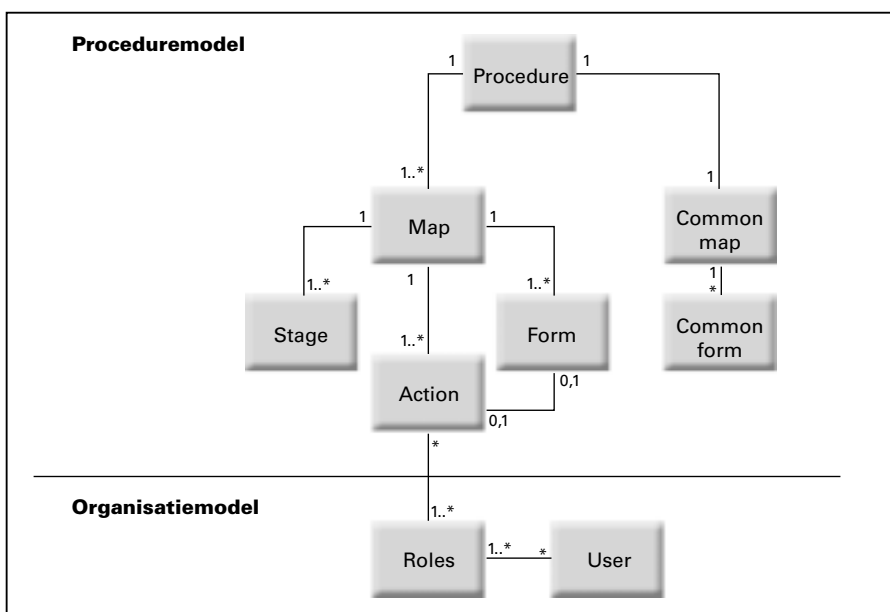 Proceduremodel
1
Procedure
1
1..*
1
1
Map
1
Common
map
1..*
1
1..*
1
*
Stage
1..*
Form
Common
form
Action
0,1
0,1
*
Organisatiemodel
1..*
Roles
1..*
*
User